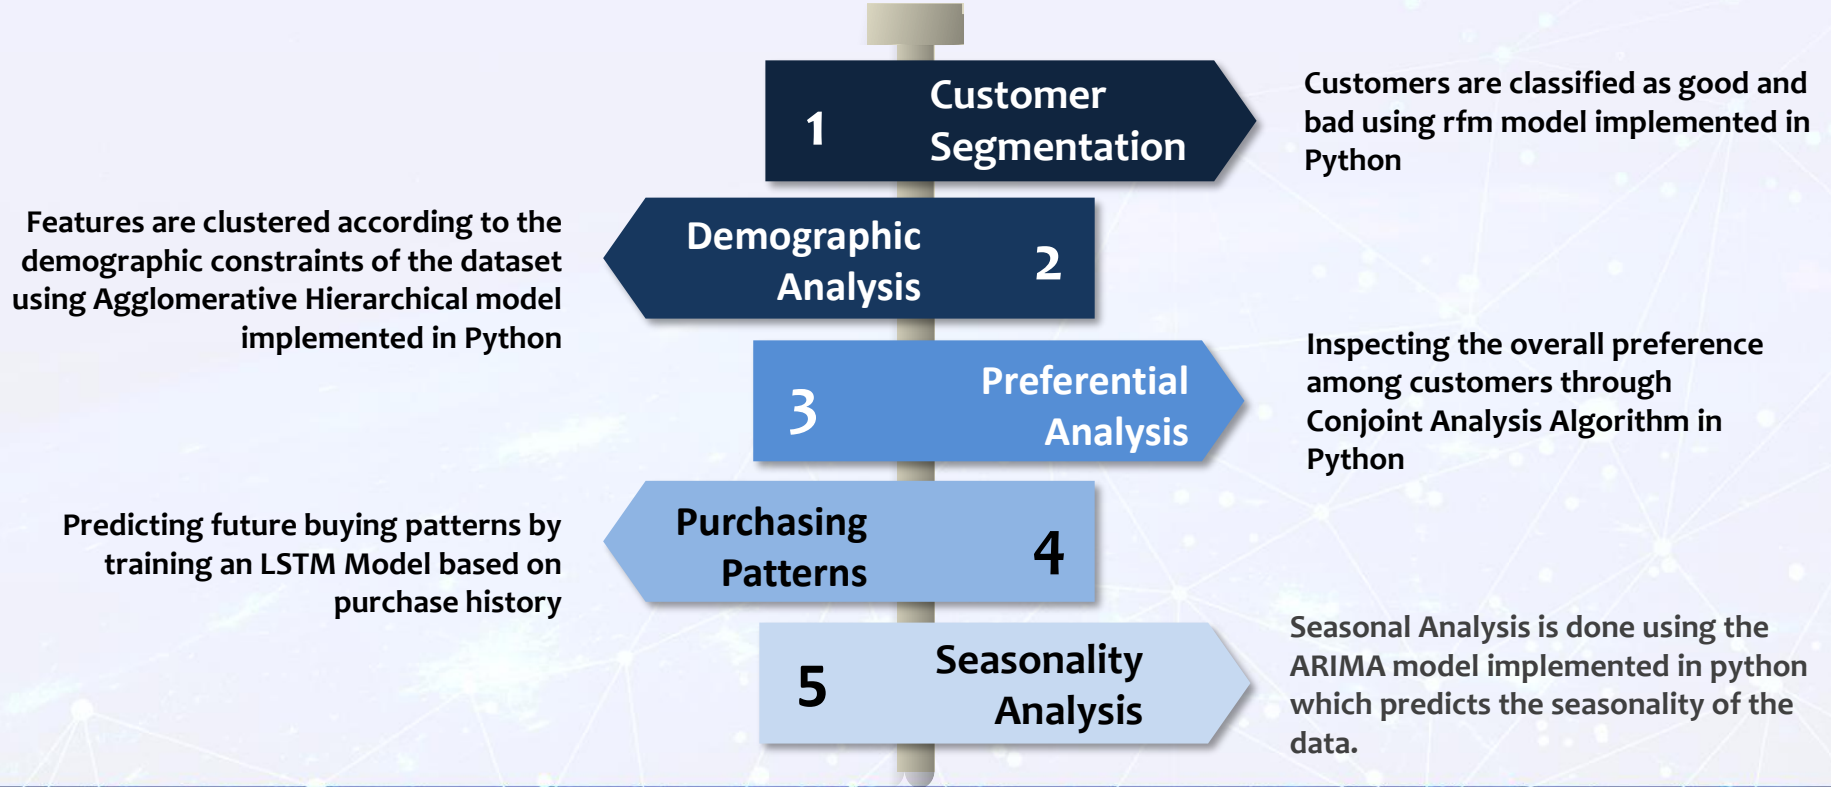 1
Customer
Segmentation
Customers are classified as good and
bad using rfm model implemented in
Python
Features are clustered according to the
demographic constraints of the dataset
using Agglomerative Hierarchical model
implemented in Python
Demographic
Analysis
2
3
Preferential
Analysis
Inspecting the overall preference
among customers through
Conjoint Analysis Algorithm in
Python
Predicting future buying patterns by
training an LSTM Model based on
purchase history
Purchasing
Patterns
4
5
Seasonality
Analysis
Seasonal Analysis is done using the
ARIMA model implemented in python
which predicts the seasonality of the
data.